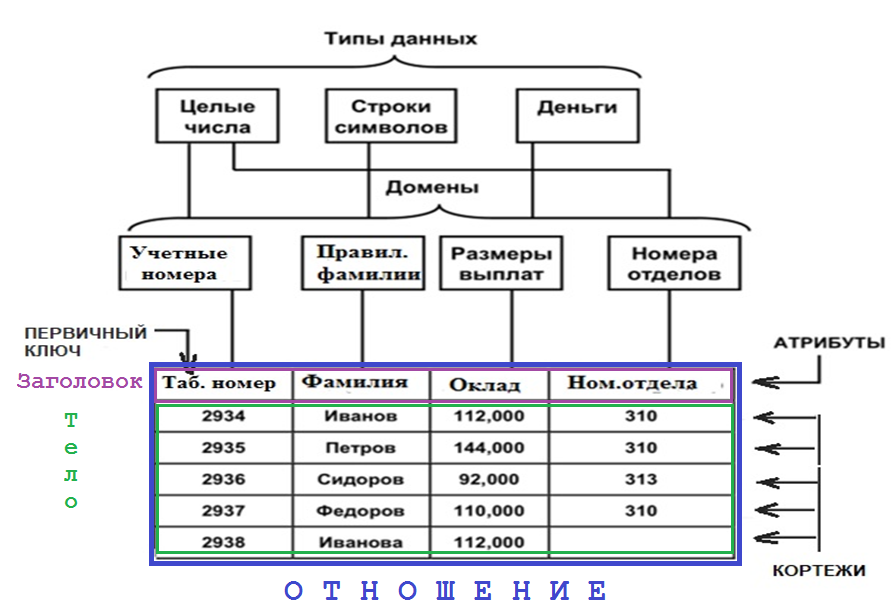 Типы данных
Целые числа
Строки символов
Деньги
Домены
Учетные номера
Правил. фамилии
Размеры выплат
Номера отделов
ПЕРВИЧНЫЙ КЛЮЧ
АТРИБУТЫ
Заголовок
Таб. номер Фамилия Оклад Ном.отдела
Тело
2934 Иванов 112,000 310
2935 Петров 144,000 310
2936 Сидоров 92,000 313
2937 Федоров 110,000 310
2938 Иванова 112,000
КОРТЕЖИ
О Т Н О Ш Е Н И Е